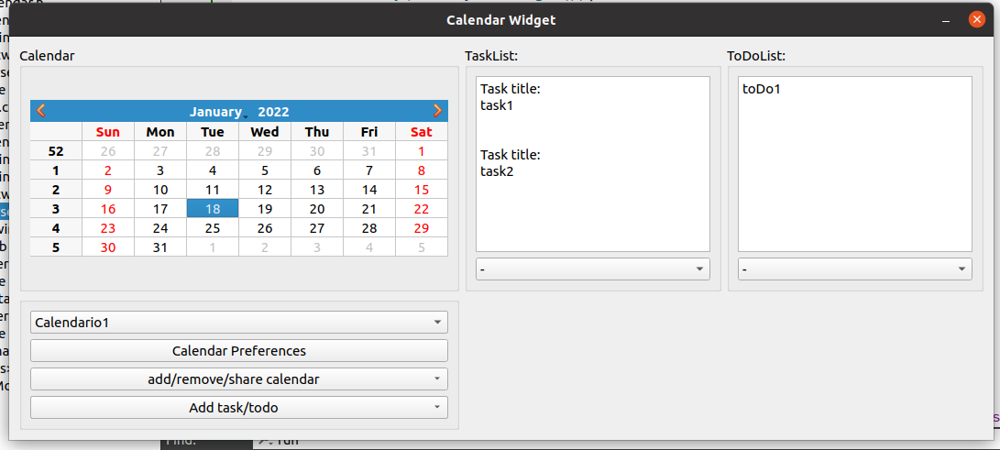 Calendar Widget
Calendar
TaskList:
ToDoList:
January, 2022
Sun Mon Tue Wed Thu Fri Sat
52 26 27 28 29 30 31 1
1 2 3 4 5 6 7 8
2 9 10 11 12 13 14 15
3 16 17 18 19 20 21 22
4 23 24 25 26 27 28 29
5 30 31 1 2 3 4 5
Task title:
task1
Task title:
task2
-
toDo1
-
Calendario1
Calendar Preferences
add/remove/share calendar
Add task/todo
Find:
run